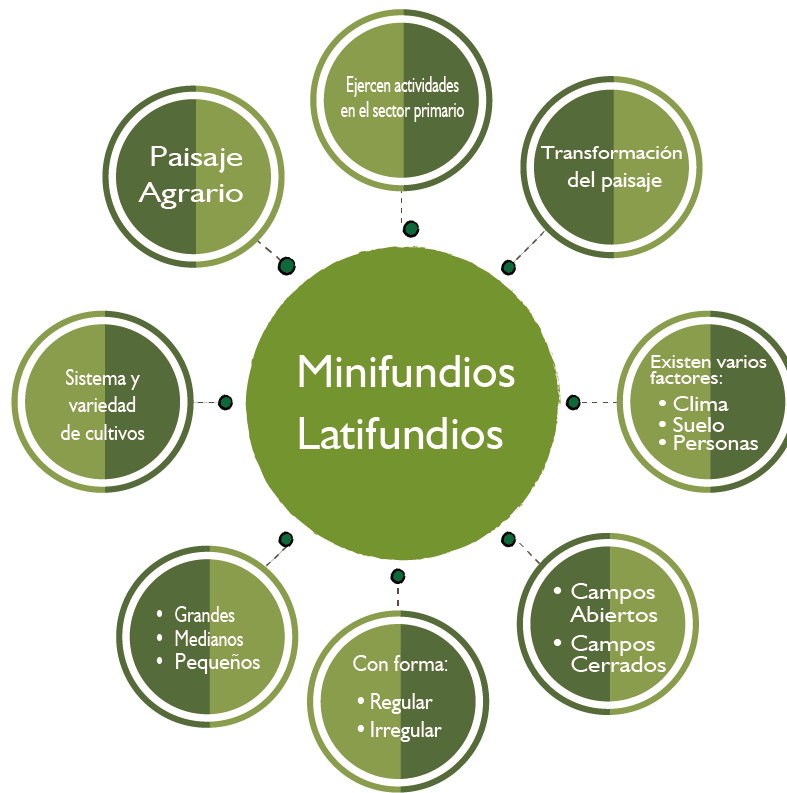 Ejercen actividades
en el sector primario
Paisaje
Agrario
Transformación
del paisaje
Minifundios
Latifundios
Sistema y
variedad
de cultivos
Existen varios
factores:
• Clima
• Suelo
• Personas
• Grandes
• Medianos
• Pequeños
Con forma:
• Regular
• Irregular
• Campos
Abiertos
• Campos
Cerrados